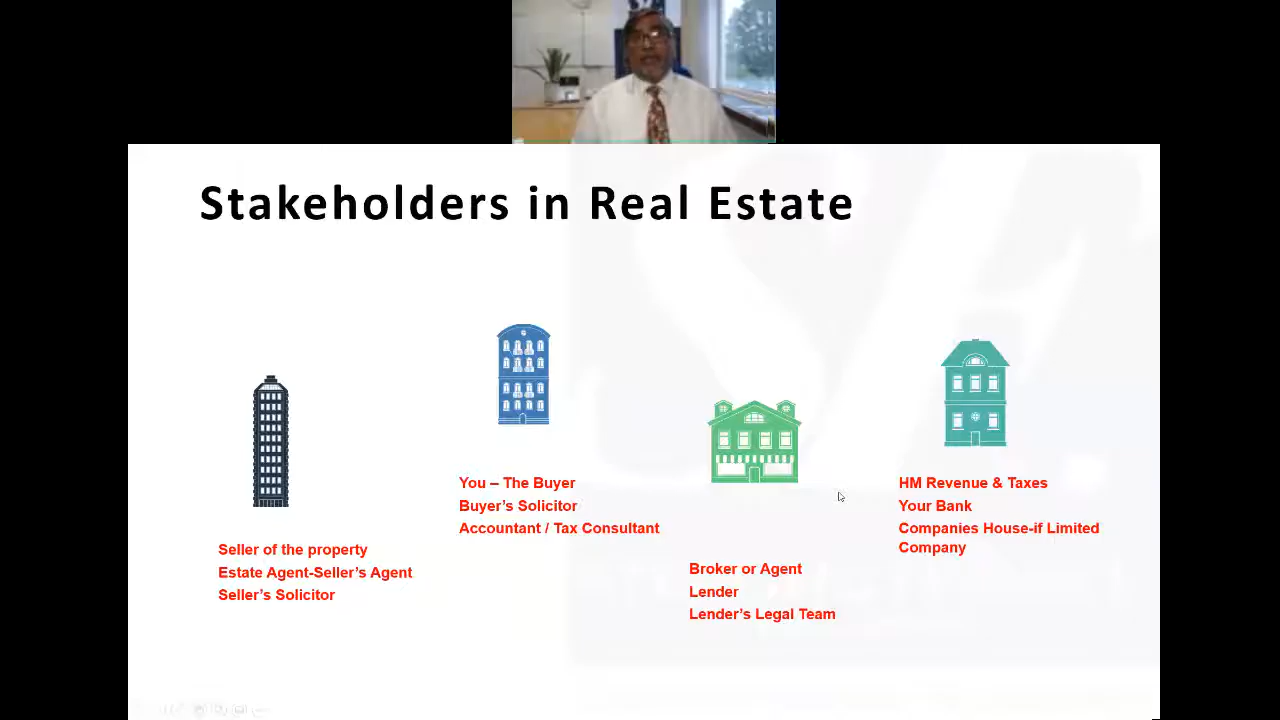 Stakeholders in Real Estate
Seller of the property
Estate Agent-Seller's Agent
Seller's Solicitor
You – The Buyer
Buyer's Solicitor
Accountant / Tax Consultant
Broker or Agent
Lender
Lender's Legal Team
HM Revenue & Taxes
Your Bank
Companies House-if Limited
Company